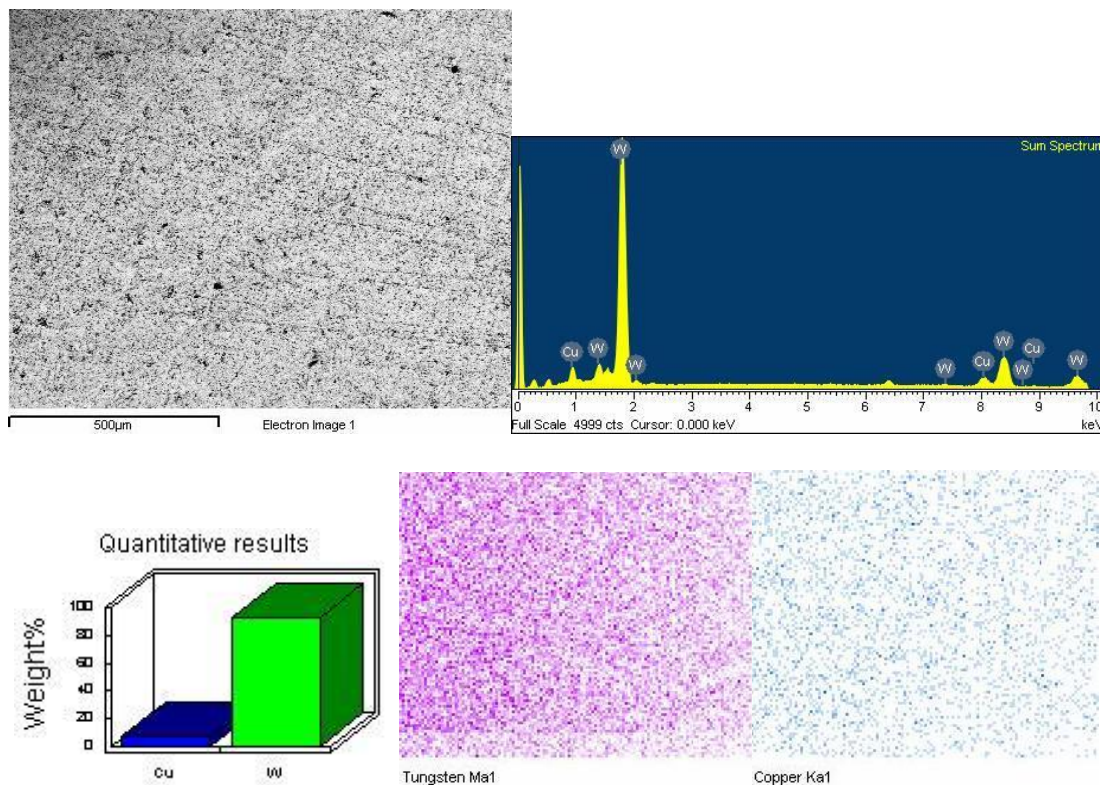 500µm
Electron Image 1
Sum Spectrum
W
Cu
W
W
W
Cu
W
W
Cu
W
0 1 2 3 4 5 6 7 8 9 10
Full Scale 4999 cts Cursor: 0.000 keV
keV
Quantitative results
Weight%
100
80
60
40
20
0
Cu
W
Tungsten Ma1
Copper Ka1